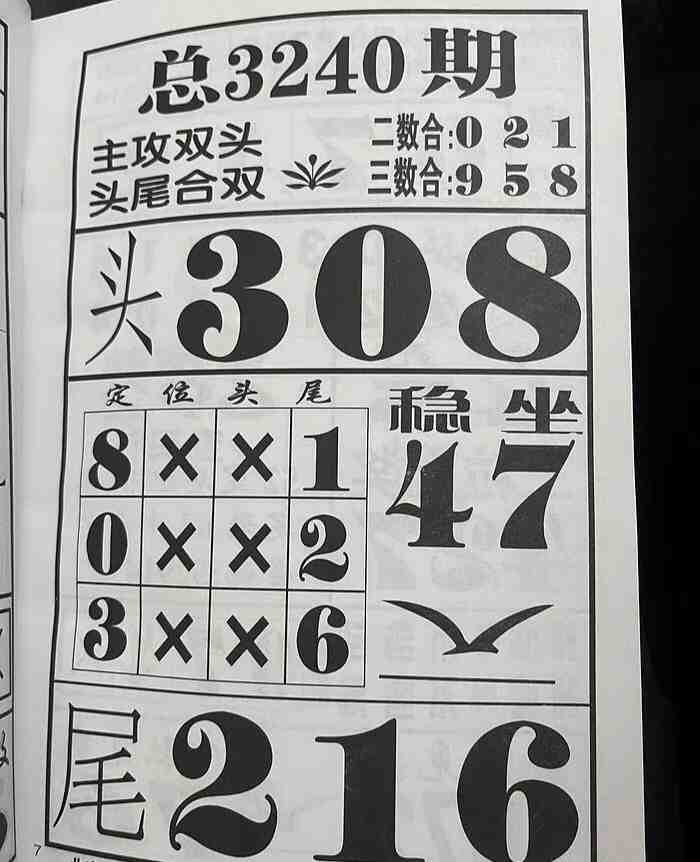 总3240期
主攻双头
头尾合双
二数合:0 2 1
三数合:9 5 8
头 3 0 8
定 位 头 尾
8 × × 1
0 × × 2
3 × × 6
稳 坐
47
尾 2 1 6
7